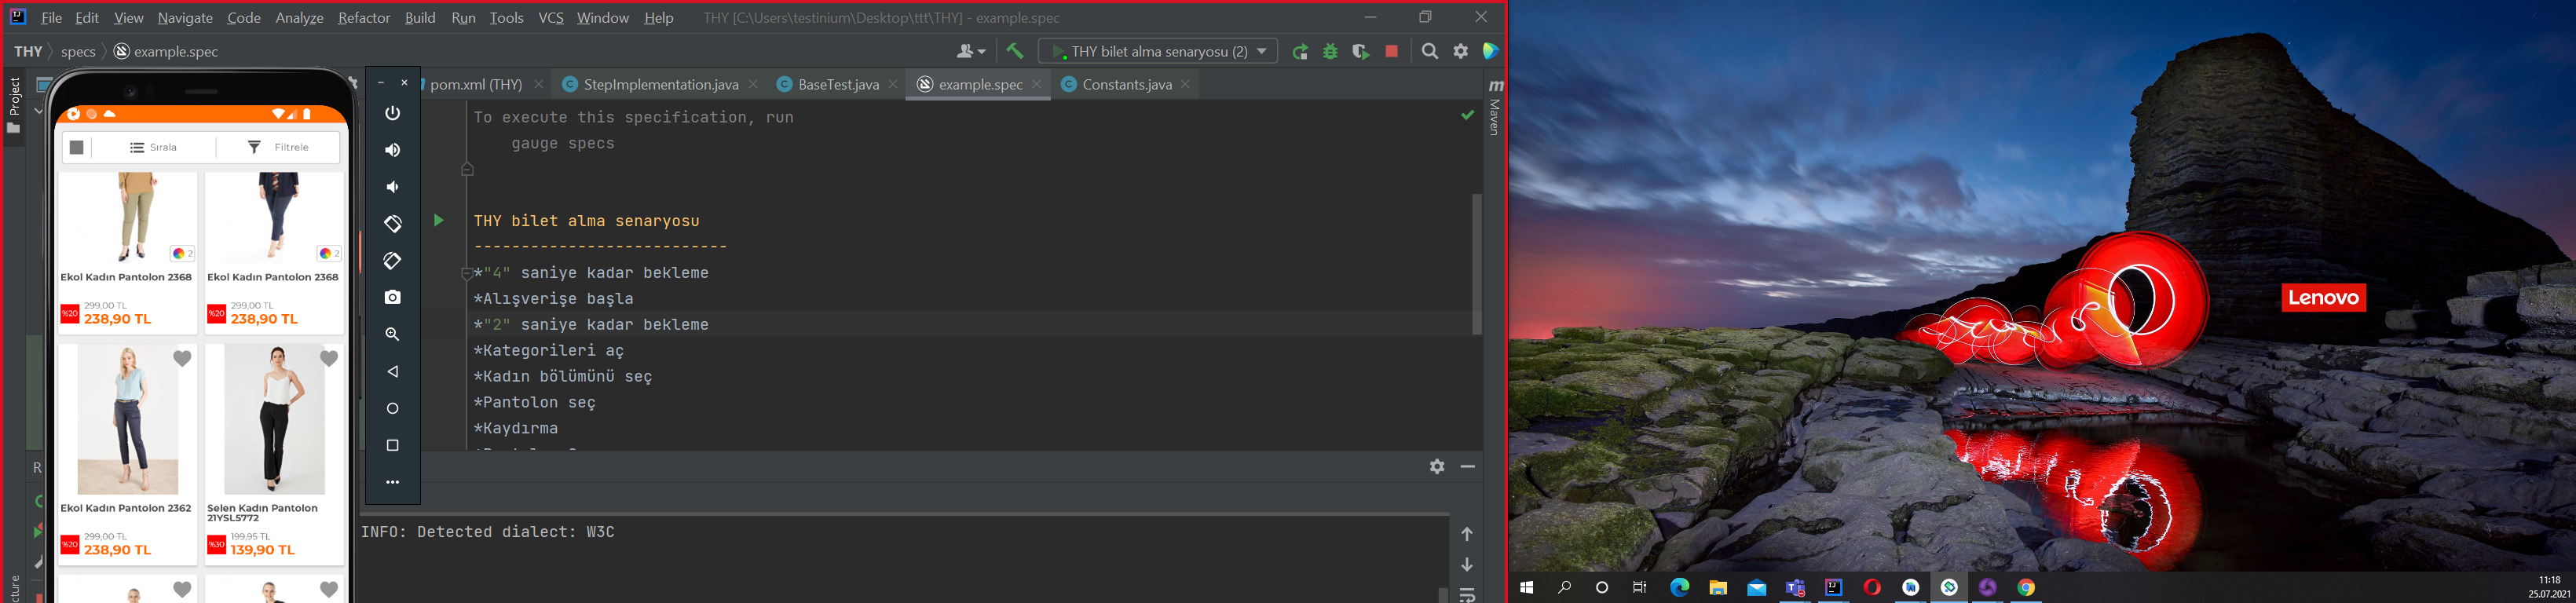 File Edit View Navigate Code Analyze Refactor Build Run Tools VCS Window Help THY [C:\Users\testinium\Desktop\ttt\THY] - example.spec
THY specs example.spec
THY bilet alma senaryosu (2)
pom.xml (THY) StepImplementation.java BaseTest.java example.spec Constants.java
Project
Maven
To execute this specification, run
gauge specs
THY bilet alma senaryosu
---------------------------
*"4" saniye kadar bekleme
*Alışverişe başla
*"2" saniye kadar bekleme
*Kategorileri aç
*Kadın bölümünü seç
*Pantolon seç
*Kaydırma
INFO: Detected dialect: W3C
Sırala Filtrele
2 2
Ekol Kadın Pantolon 2368 Ekol Kadın Pantolon 2368
%20 299,00 TL %20 299,00 TL
238,90 TL 238,90 TL
Ekol Kadın Pantolon 2362 Selen Kadın Pantolon
21YSL5772
%20 299,00 TL %30 199,95 TL
238,90 TL 139,90 TL
Lenovo
11:18
25.07.2021